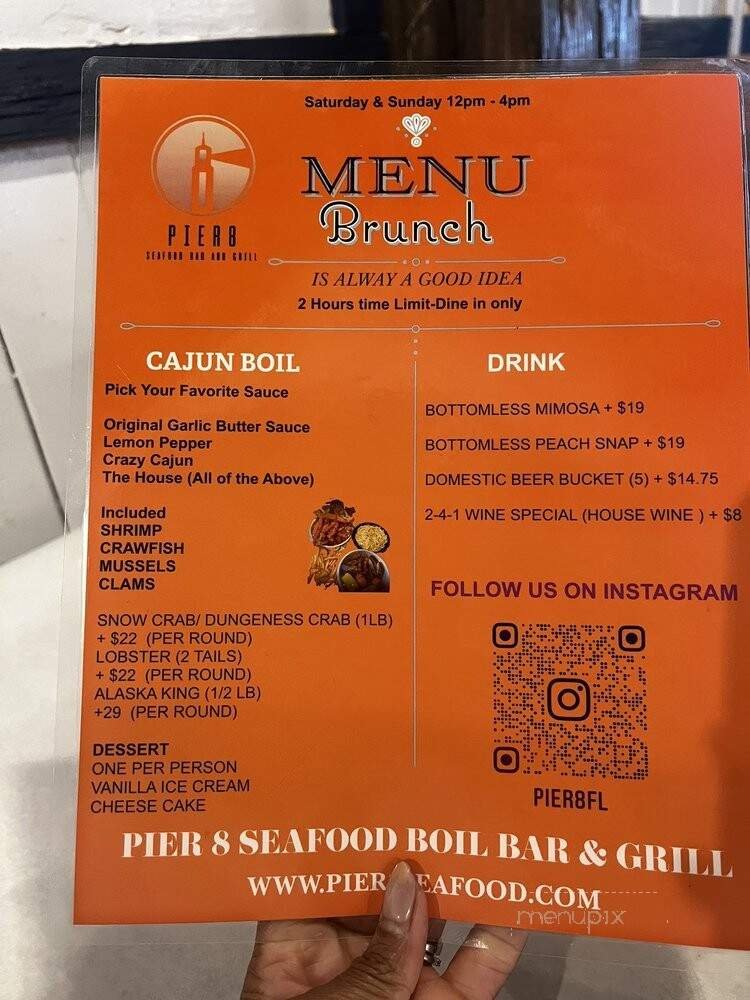 Saturday & Sunday 12pm - 4pm
MENU
Brunch
PIER8
SEAFOOD BAR AND GRILL
IS ALWAY A GOOD IDEA
2 Hours time Limit-Dine in only
CAJUN BOIL
Pick Your Favorite Sauce
Original Garlic Butter Sauce
Lemon Pepper
Crazy Cajun
The House (All of the Above)
Included
SHRIMP
CRAWFISH
MUSSELS
CLAMS
SNOW CRAB/ DUNGENESS CRAB (1LB)
+ $22 (PER ROUND)
LOBSTER (2 TAILS)
+ $22 (PER ROUND)
ALASKA KING (1/2 LB)
+29 (PER ROUND)
DESSERT
ONE PER PERSON
VANILLA ICE CREAM
CHEESE CAKE
DRINK
BOTTOMLESS MIMOSA + $19
BOTTOMLESS PEACH SNAP + $19
DOMESTIC BEER BUCKET (5) + $14.75
2-4-1 WINE SPECIAL (HOUSE WINE ) + $8
FOLLOW US ON INSTAGRAM
PIER8FL
PIER 8 SEAFOOD BOIL BAR & GRILL
WWW.PIER8SEAFOOD.COM
menupix